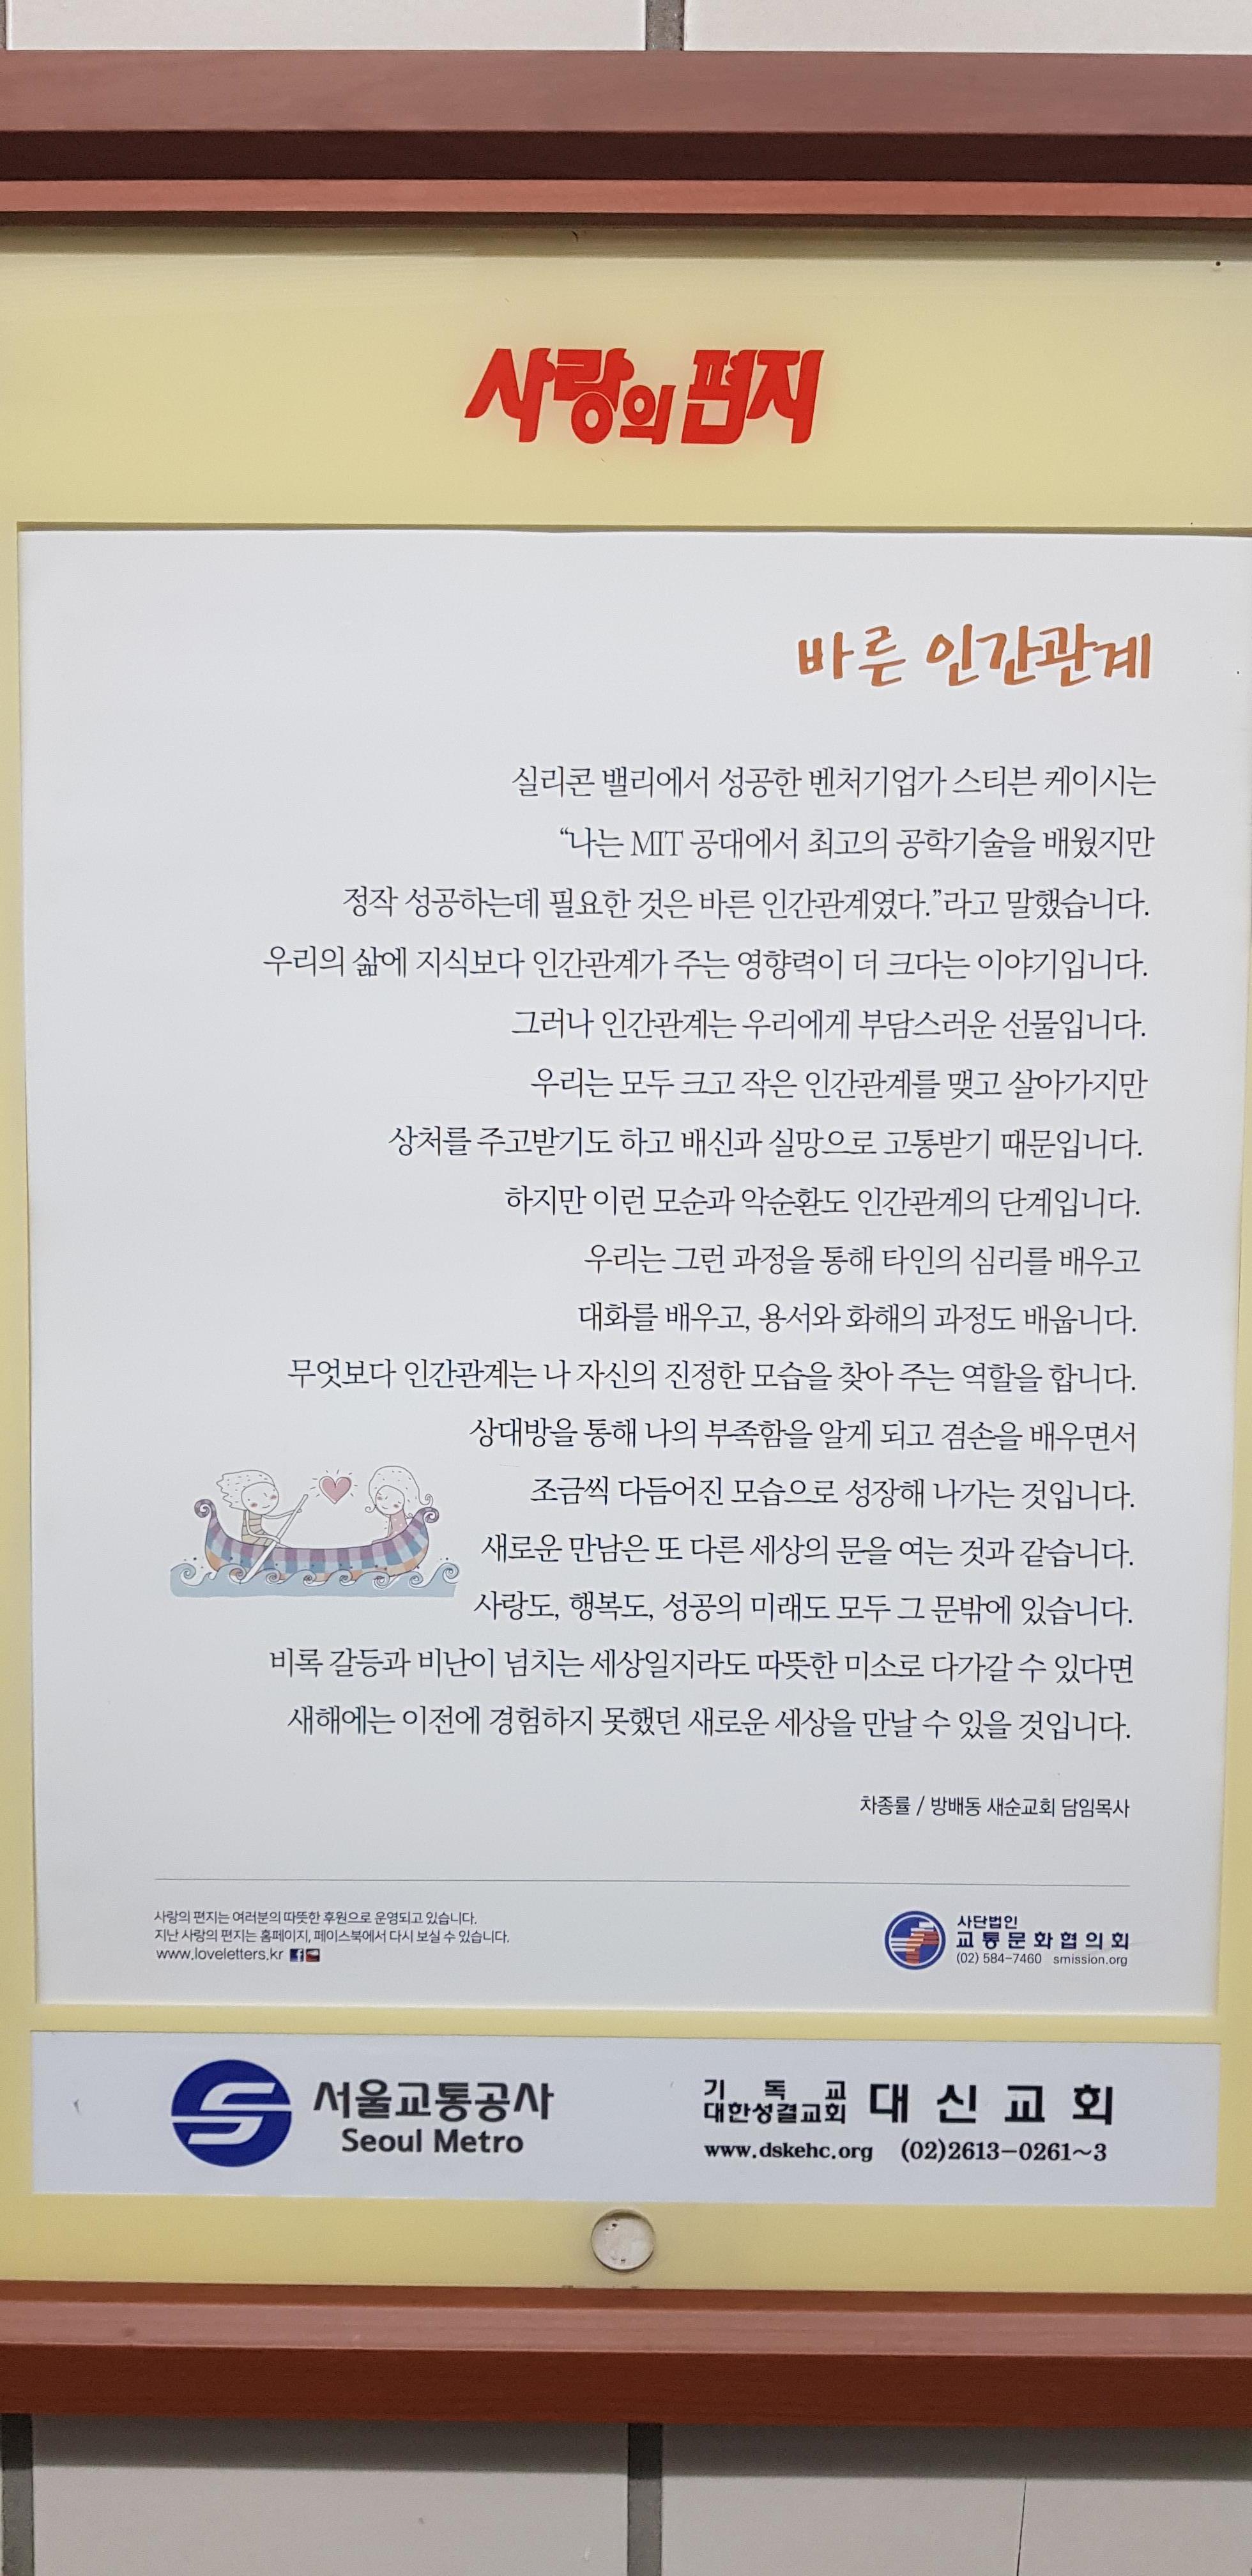 사랑의 편지
바른 인간관계
실리콘 밸리에서 성공한 벤처기업가 스티븐 케이시는
“나는 MIT 공대에서 최고의 공학기술을 배웠지만
정작 성공하는데 필요한 것은 바른 인간관계였다.”라고 말했습니다.
우리의 삶에 지식보다 인간관계가 주는 영향력이 더 크다는 이야기입니다.
그러나 인간관계는 우리에게 부담스러운 선물입니다.
우리는 모두 크고 작은 인간관계를 맺고 살아가지만
상처를 주고받기도 하고 배신과 실망으로 고통받기 때문입니다.
하지만 이런 모순과 악순환도 인간관계의 단계입니다.
우리는 그런 과정을 통해 타인의 심리를 배우고
대화를 배우고, 용서와 화해의 과정도 배웁니다.
무엇보다 인간관계는 나 자신의 진정한 모습을 찾아 주는 역할을 합니다.
상대방을 통해 나의 부족함을 알게 되고 겸손을 배우면서
조금씩 다듬어진 모습으로 성장해 나가는 것입니다.
새로운 만남은 또 다른 세상의 문을 여는 것과 같습니다.
사랑도, 행복도, 성공의 미래도 모두 그 문밖에 있습니다.
비록 갈등과 비난이 넘치는 세상일지라도 따뜻한 미소로 다가갈 수 있다면
새해에는 이전에 경험하지 못했던 새로운 세상을 만날 수 있을 것입니다.
차종률 / 방배동 새순교회 담임목사
사랑의 편지는 여러분의 따뜻한 후원으로 운영되고 있습니다.
지난 사랑의 편지는 홈페이지, 페이스북에서 다시 보실 수 있습니다.
www.loveletters.kr
사단법인
교통문화협의회
(02) 584-7460 smission.org
서울교통공사
Seoul Metro
기독교
대한성결교회 대신교회
www.dskehc.org (02)2613-0261~3